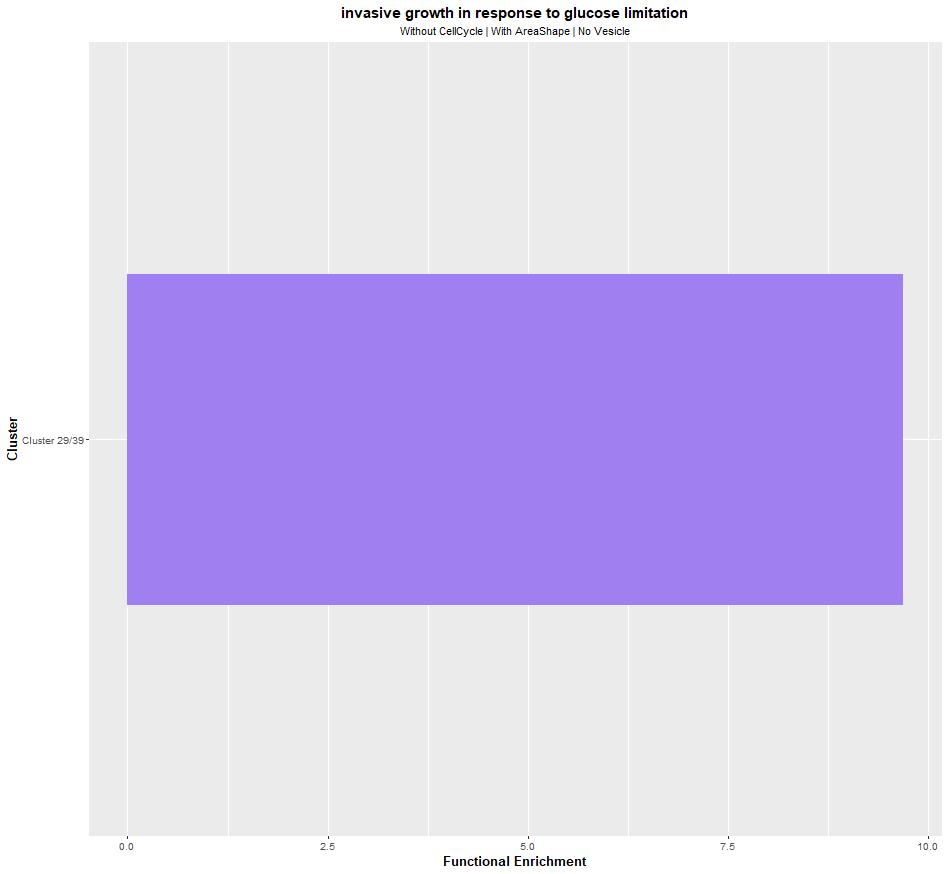 invasive growth in response to glucose limitation
Without CellCycle | With AreaShape | No Vesicle
Cluster
Cluster 29/39
0.0 2.5 5.0 7.5 10.0
Functional Enrichment